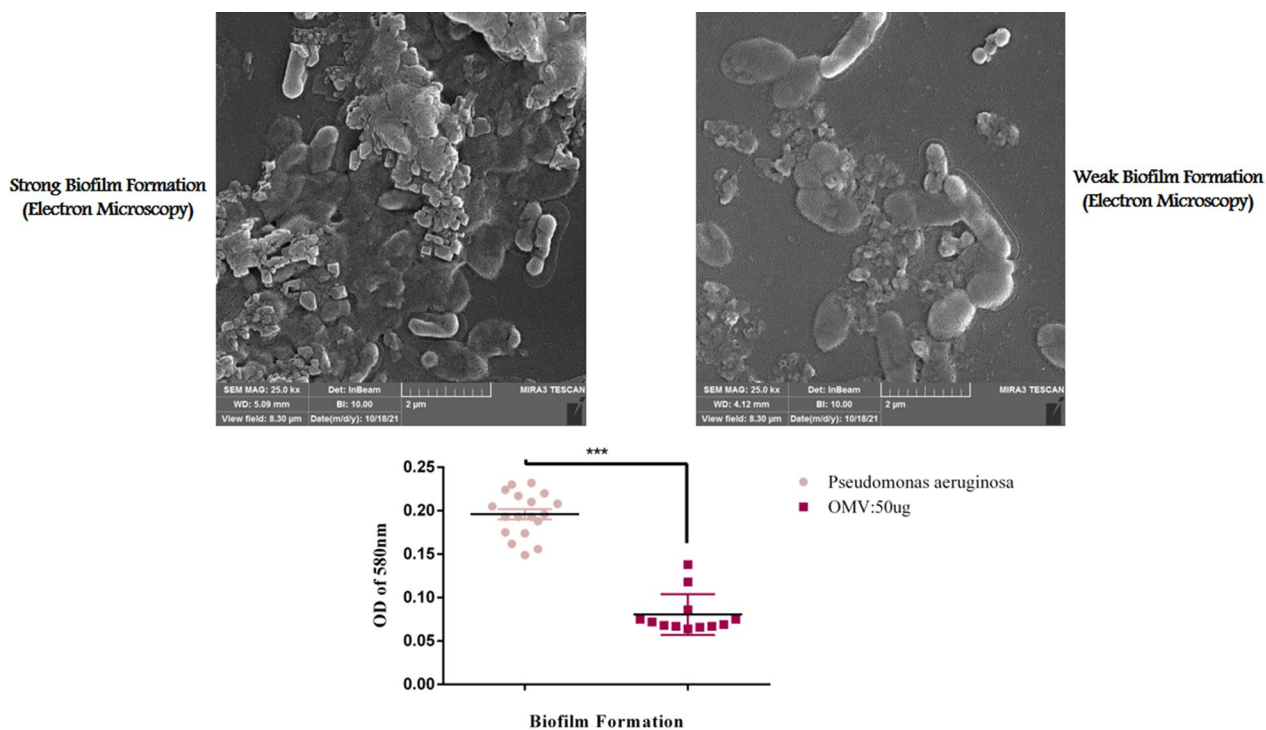 Strong Biofilm Formation
(Electron Microscopy)
SEM MAG: 25.0 kx Det: InBeam MIRA3 TESCAN
WD: 5.09 mm BI: 10.00 2 µm
View field: 8.30 µm Date(m/d/y): 10/18/21
Weak Biofilm Formation
(Electron Microscopy)
SEM MAG: 25.0 kx Det: InBeam MIRA3 TESCAN
WD: 4.12 mm BI: 10.00 2 µm
View field: 8.30 µm Date(m/d/y): 10/18/21
***
0.25
0.20
0.15
0.10
0.05
0.00
OD of 580nm
Biofilm Formation
Pseudomonas aeruginosa
OMV:50ug